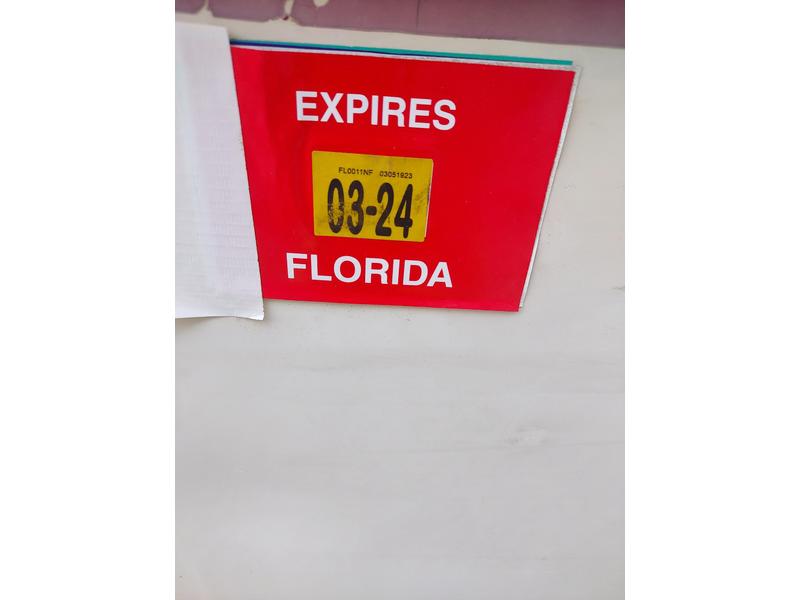 EXPIRES
FL0011NF 03051923
03-24
FLORIDA